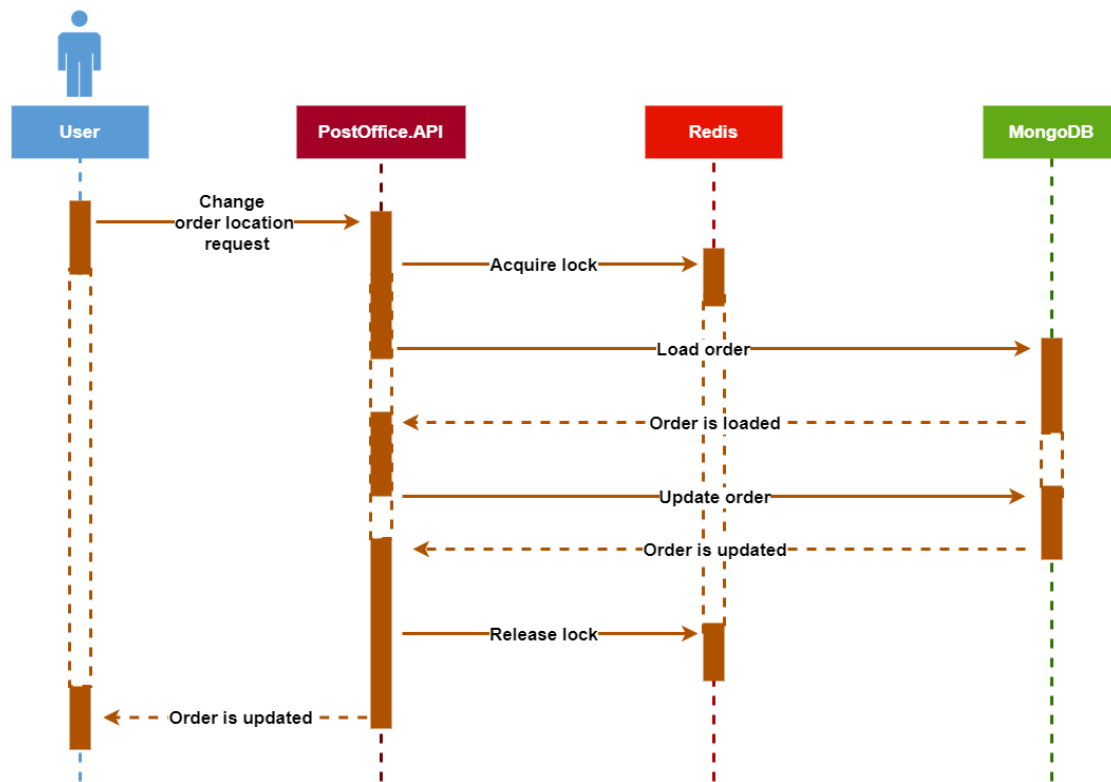 User
PostOffice.API
Redis
MongoDB
Change
order location
request
Acquire lock
Load order
Order is loaded
Update order
Order is updated
Release lock
Order is updated